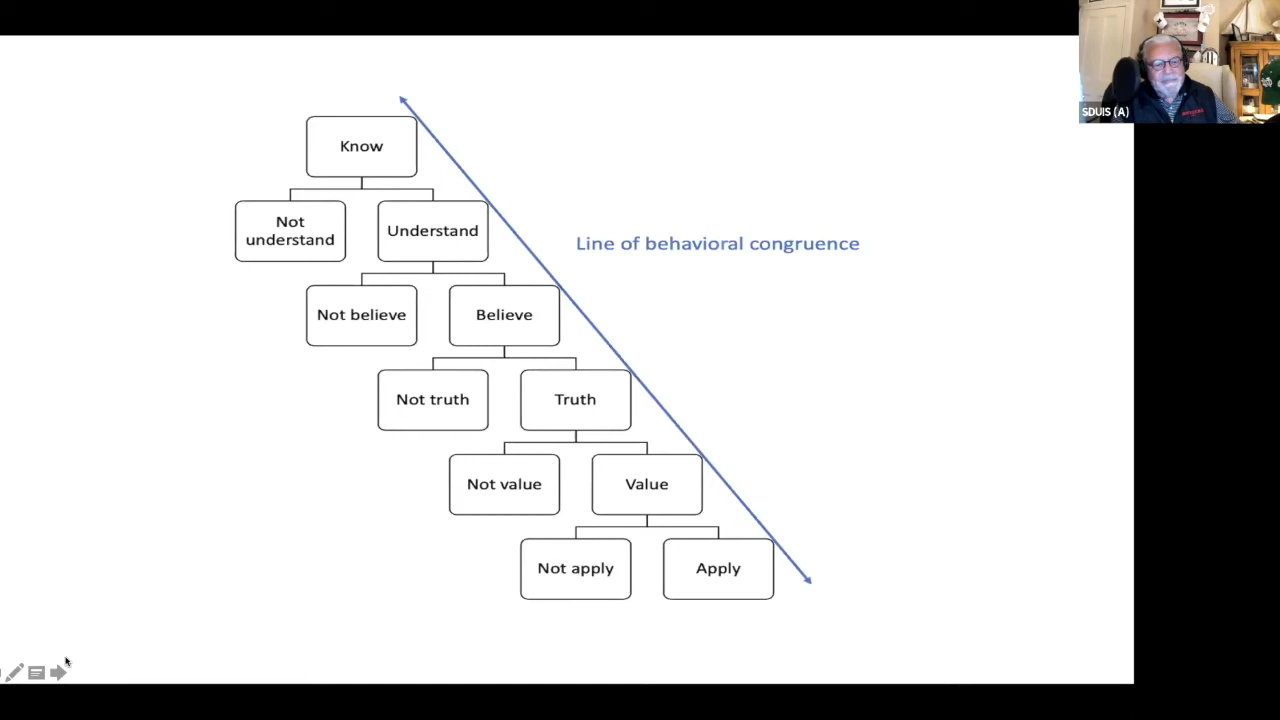 SDUIS (A)
Know
Not
understand
Understand
Line of behavioral congruence
Not believe
Believe
Not truth
Truth
Not value
Value
Not apply
Apply